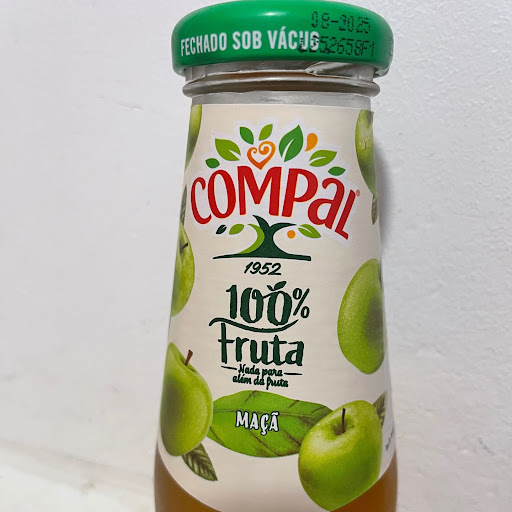 08-2025
FECHADO SOB VÁCUO
COMPAL
1952
100%
fruta
Nada para
além da fruta
MAÇÃ